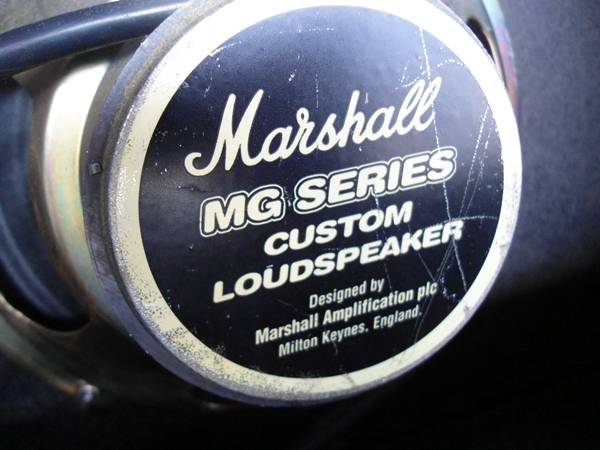 Marshall
MG SERIES
CUSTOM
LOUDSPEAKER
Designed by
Marshall Amplification plc
Milton Keynes, England.